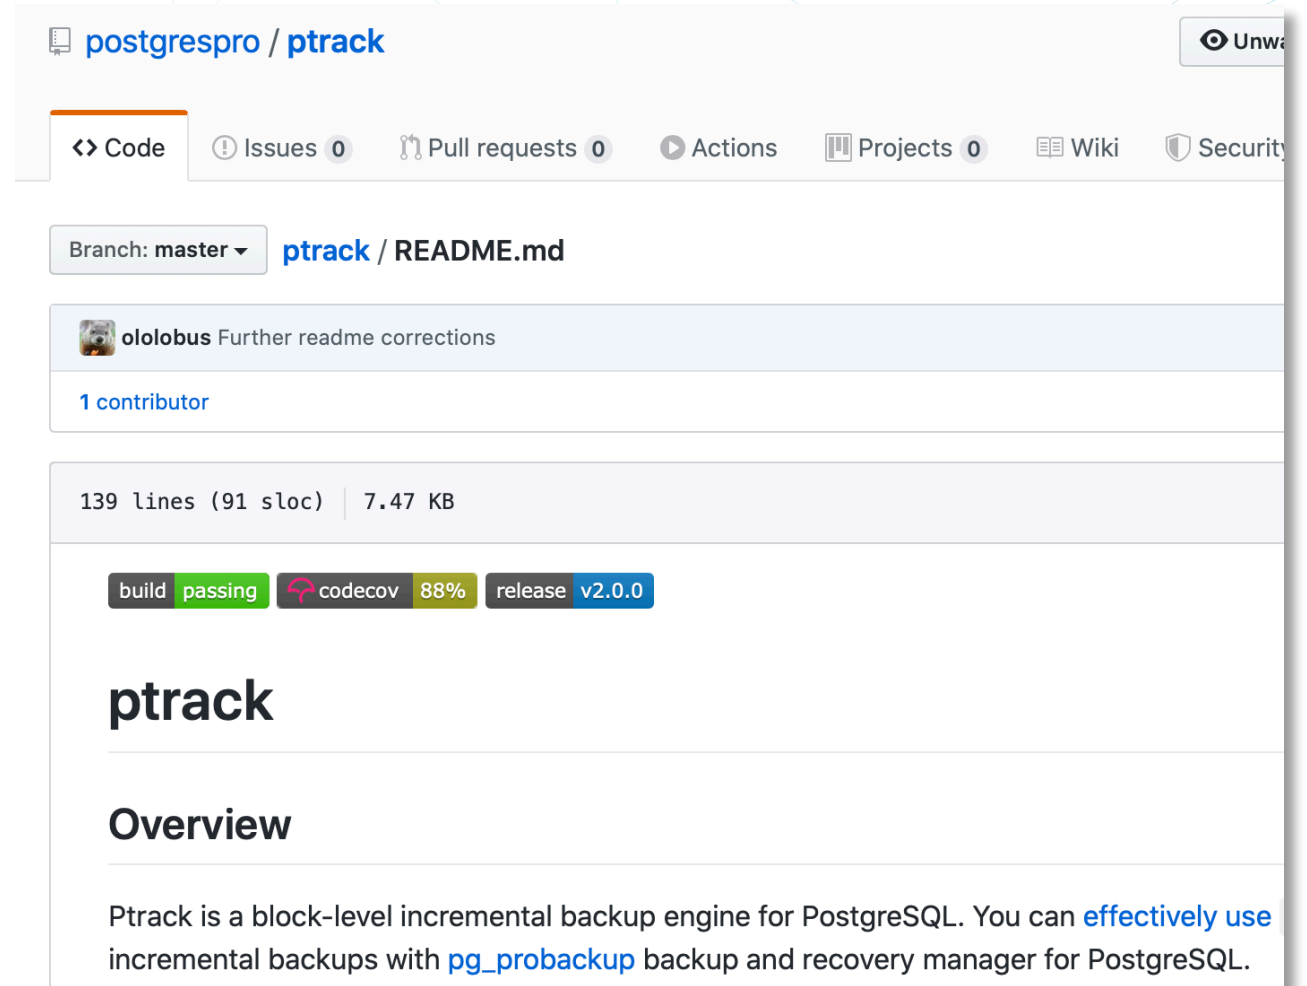 postgrespro / ptrack
Code Issues 0 Pull requests 0 Actions Projects 0 Wiki Security
Branch: master ptrack / README.md
ololobus Further readme corrections
1 contributor
139 lines (91 sloc) 7.47 KB
build passing codecov 88% release v2.0.0
ptrack
Overview
Ptrack is a block-level incremental backup engine for PostgreSQL. You can effectively use
incremental backups with pg_probackup backup and recovery manager for PostgreSQL.